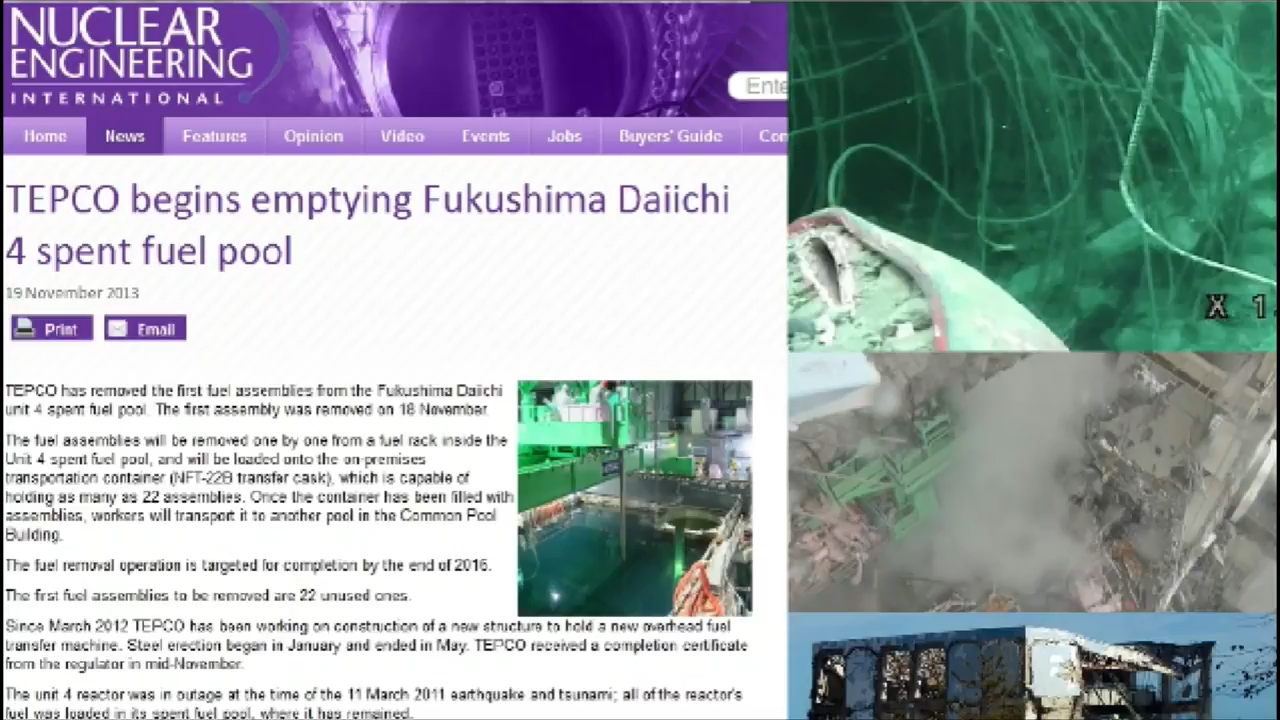 NUCLEAR
ENGINEERING
INTERNATIONAL
Home News Features Opinion Video Events Jobs Buyers' Guide
TEPCO begins emptying Fukushima Daiichi
4 spent fuel pool
19 November 2013
Print Email
TEPCO has removed the first fuel assemblies from the Fukushima Daiichi
unit 4 spent fuel pool. The first assembly was removed on 18 November.
The fuel assemblies will be removed one by one from a fuel rack inside the
Unit 4 spent fuel pool, and will be loaded onto the on-premises
transportation container (NFT-22B transfer cask), which is capable of
holding as many as 22 assemblies. Once the container has been filled with
assemblies, workers will transport it to another pool in the Common Pool
Building.
The fuel removal operation is targeted for completion by the end of 2016.
The first fuel assemblies to be removed are 22 unused ones.
Since March 2012 TEPCO has been working on construction of a new structure to hold a new overhead fuel
transfer machine. Steel erection began in January and ended in May. TEPCO received a completion certificate
from the regulator in mid-November.
The unit 4 reactor was in outage at the time of the 11 March 2011 earthquake and tsunami; all of the reactor's
fuel was loaded in its spent fuel pool, where it has remained.
X 1